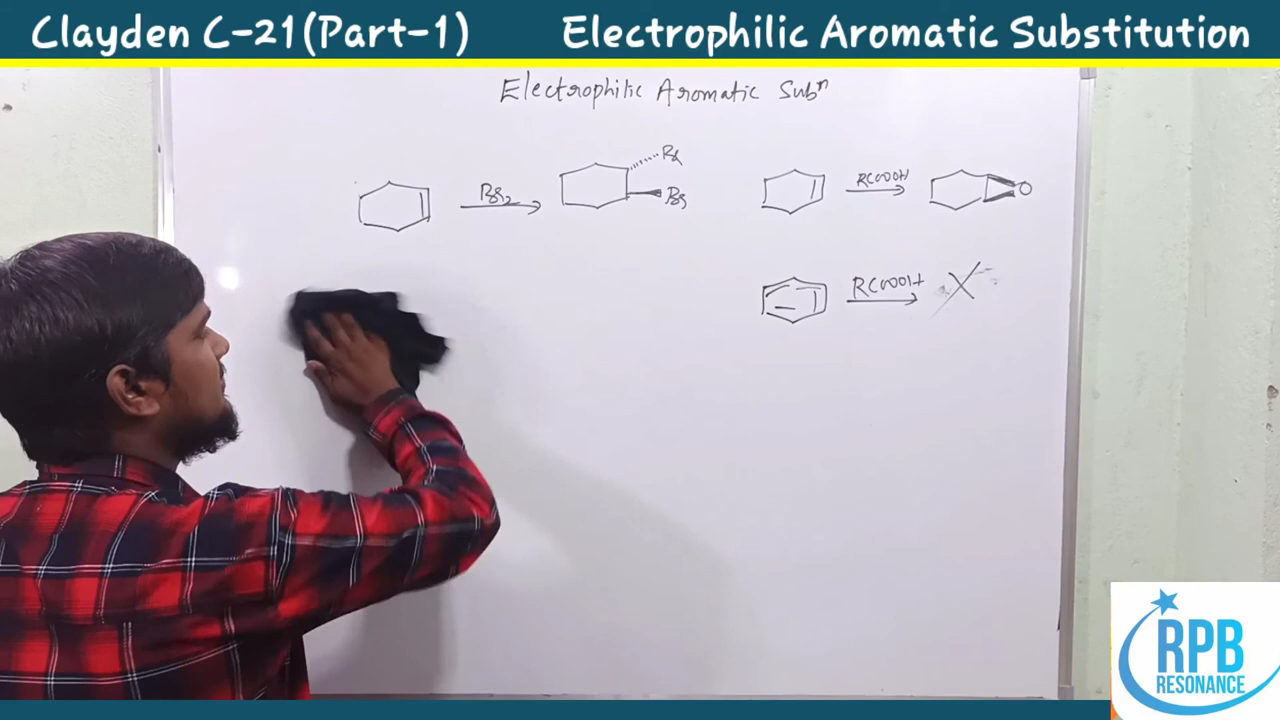 Clayden C-21(Part-1) Electrophilic Aromatic Substitution
Electrophilic Aromatic Subⁿ
Br₂
Br
Br
RCOOOH
O
RCOOOH X
RPB
RESONANCE